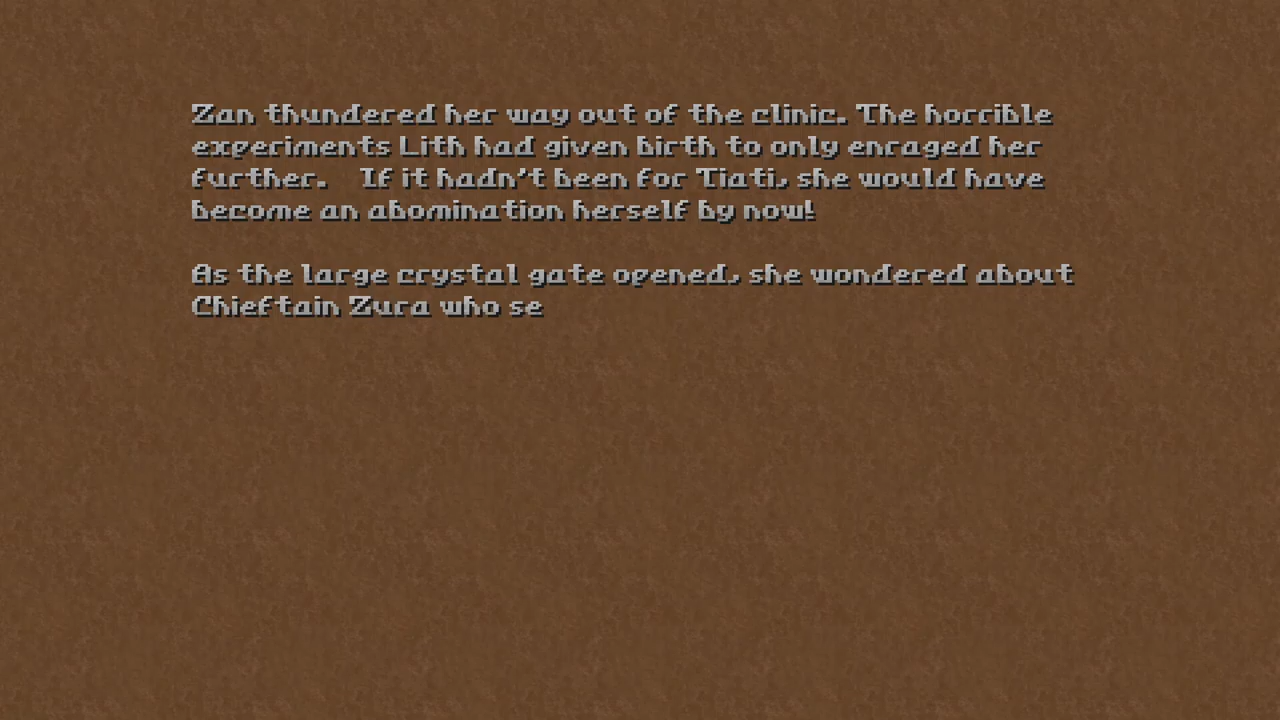 Zan thundered her way out of the clinic. The horrible
experiments Lith had given birth to only enraged her
further.  If it hadn't been for Tiati, she would have
become an abomination herself by now!
As the large crystal gate opened, she wondered about
Chieftain Zura who se